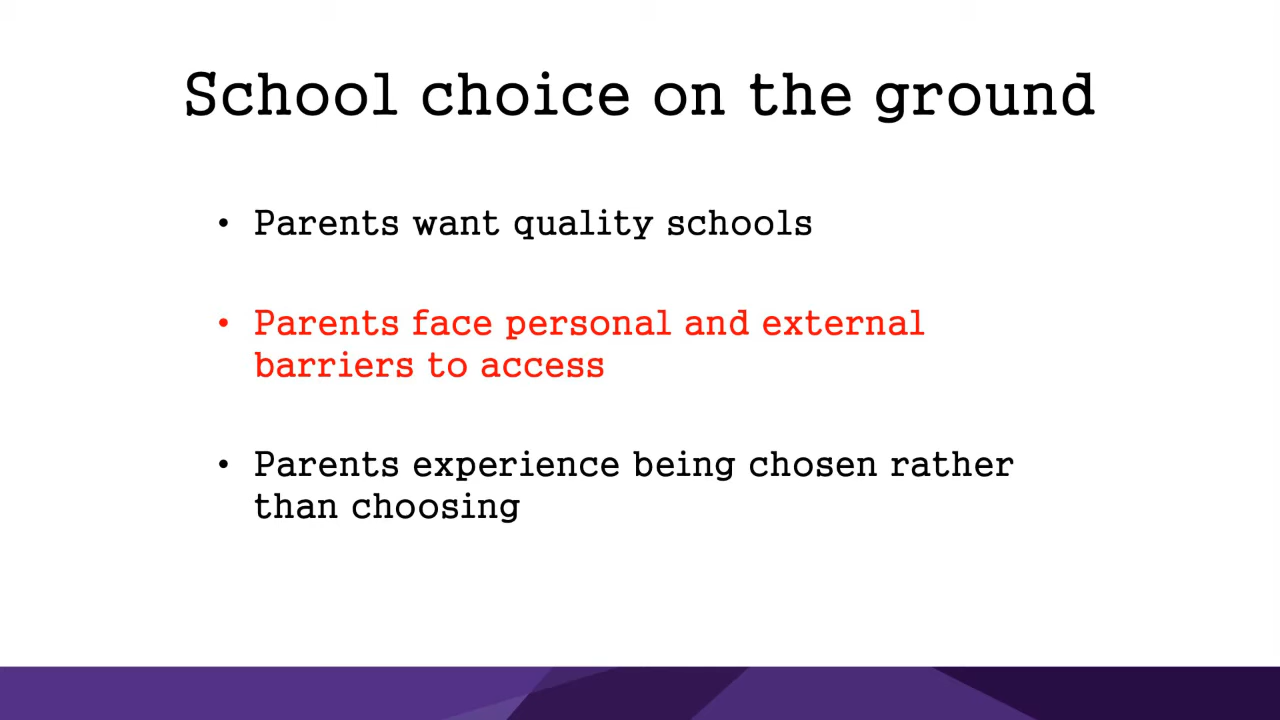 School choice on the ground
• Parents want quality schools
• Parents face personal and external
barriers to access
• Parents experience being chosen rather
than choosing